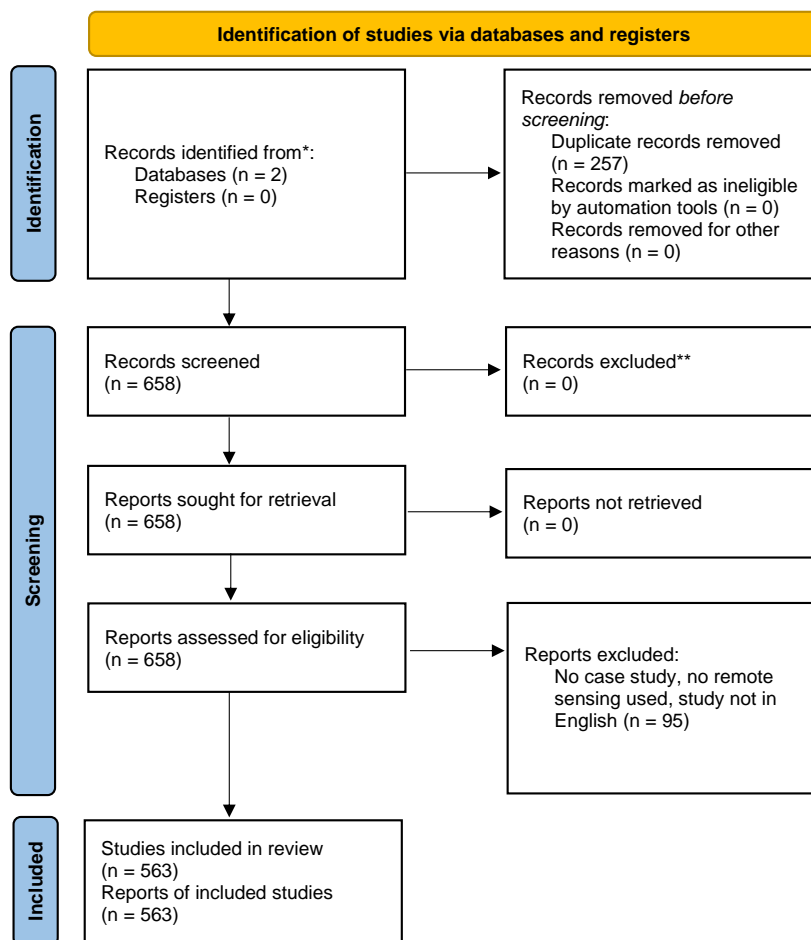 Identification of studies via databases and registers
Identification
Records identified from*:
Databases (n = 2)
Registers (n = 0)
Records removed before
screening:
Duplicate records removed
(n = 257)
Records marked as ineligible
by automation tools (n = 0)
Records removed for other
reasons (n = 0)
Screening
Records screened
(n = 658)
Records excluded**
(n = 0)
Reports sought for retrieval
(n = 658)
Reports not retrieved
(n = 0)
Reports assessed for eligibility
(n = 658)
Reports excluded:
No case study, no remote
sensing used, study not in
English (n = 95)
Included
Studies included in review
(n = 563)
Reports of included studies
(n = 563)